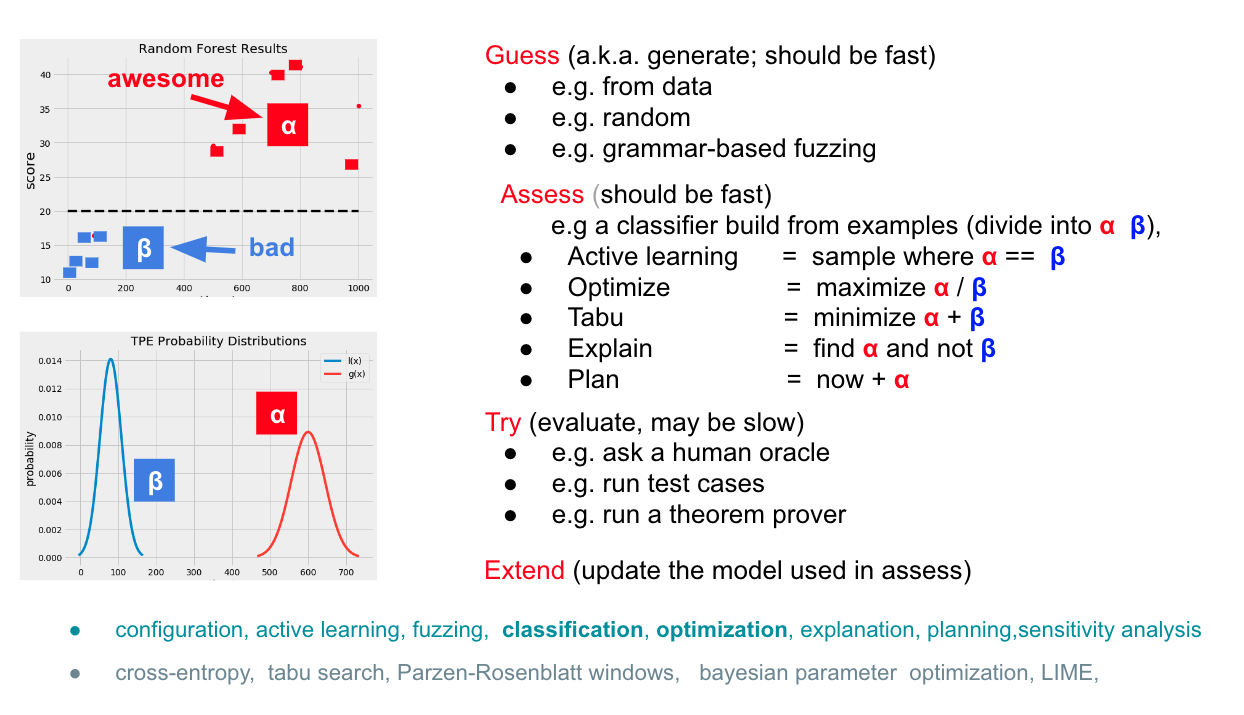 Random Forest Results
score
40
35
30
25
20
15
10
0
200
400
600
800
1000
awesome
α
β
bad
TPE Probability Distributions
probability
0.014
0.012
0.010
0.008
0.006
0.004
0.002
0.000
0
100
200
300
400
500
600
700
l(x)
g(x)
α
β
Guess (a.k.a. generate; should be fast)
● e.g. from data
● e.g. random
● e.g. grammar-based fuzzing
Assess (should be fast)
e.g a classifier build from examples (divide into α β),
● Active learning = sample where α == β
● Optimize = maximize α / β
● Tabu = minimize α + β
● Explain = find α and not β
● Plan = now + α
Try (evaluate, may be slow)
● e.g. ask a human oracle
● e.g. run test cases
● e.g. run a theorem prover
Extend (update the model used in assess)
● configuration, active learning, fuzzing, classification, optimization, explanation, planning,sensitivity analysis
● cross-entropy, tabu search, Parzen-Rosenblatt windows, bayesian parameter optimization, LIME,